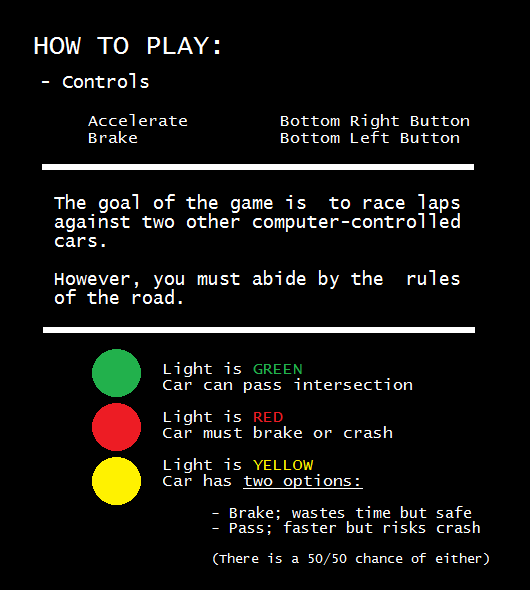 HOW TO PLAY:
- Controls
Accelerate Bottom Right Button
Brake Bottom Left Button
The goal of the game is to race laps
against two other computer-controlled
cars.
However, you must abide by the rules
of the road.
Light is GREEN
Car can pass intersection
Light is RED
Car must brake or crash
Light is YELLOW
Car has two options:
- Brake; wastes time but safe
- Pass; faster but risks crash
(There is a 50/50 chance of either)